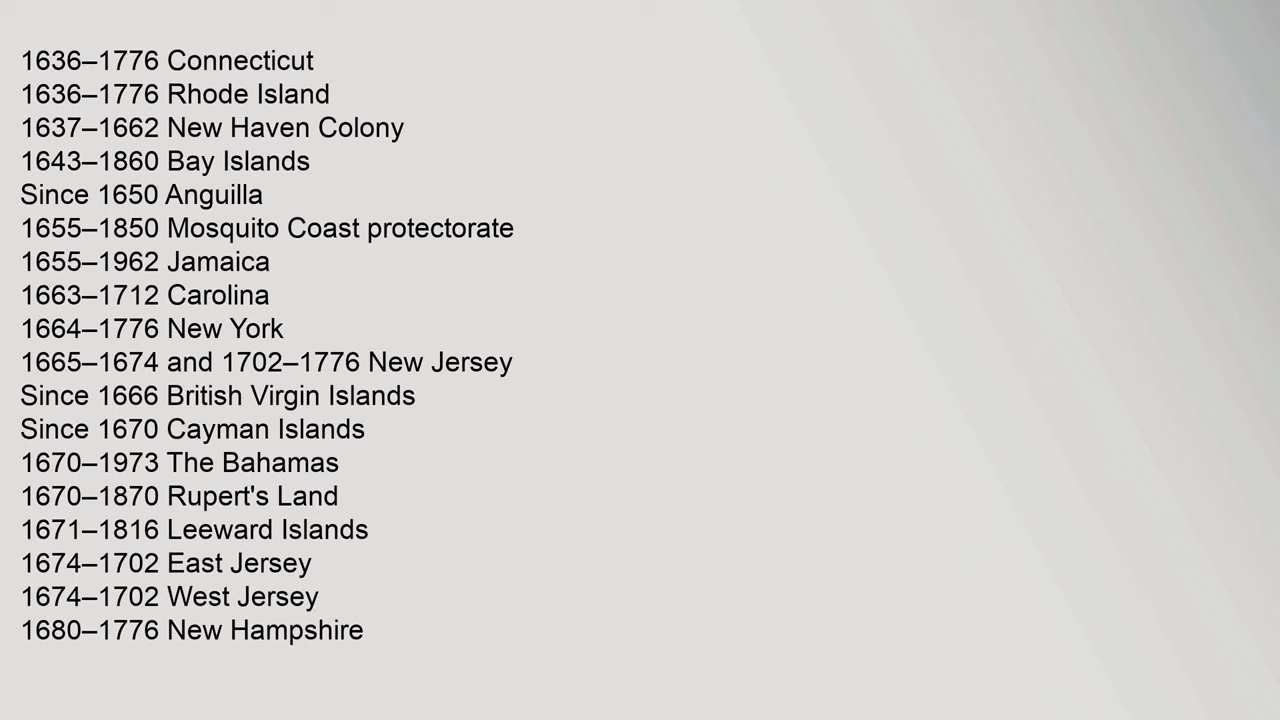 1636–1776 Connecticut
1636–1776 Rhode Island
1637–1662 New Haven Colony
1643–1860 Bay Islands
Since 1650 Anguilla
1655–1850 Mosquito Coast protectorate
1655–1962 Jamaica
1663–1712 Carolina
1664–1776 New York
1665–1674 and 1702–1776 New Jersey
Since 1666 British Virgin Islands
Since 1670 Cayman Islands
1670–1973 The Bahamas
1670–1870 Rupert's Land
1671–1816 Leeward Islands
1674–1702 East Jersey
1674–1702 West Jersey
1680–1776 New Hampshire